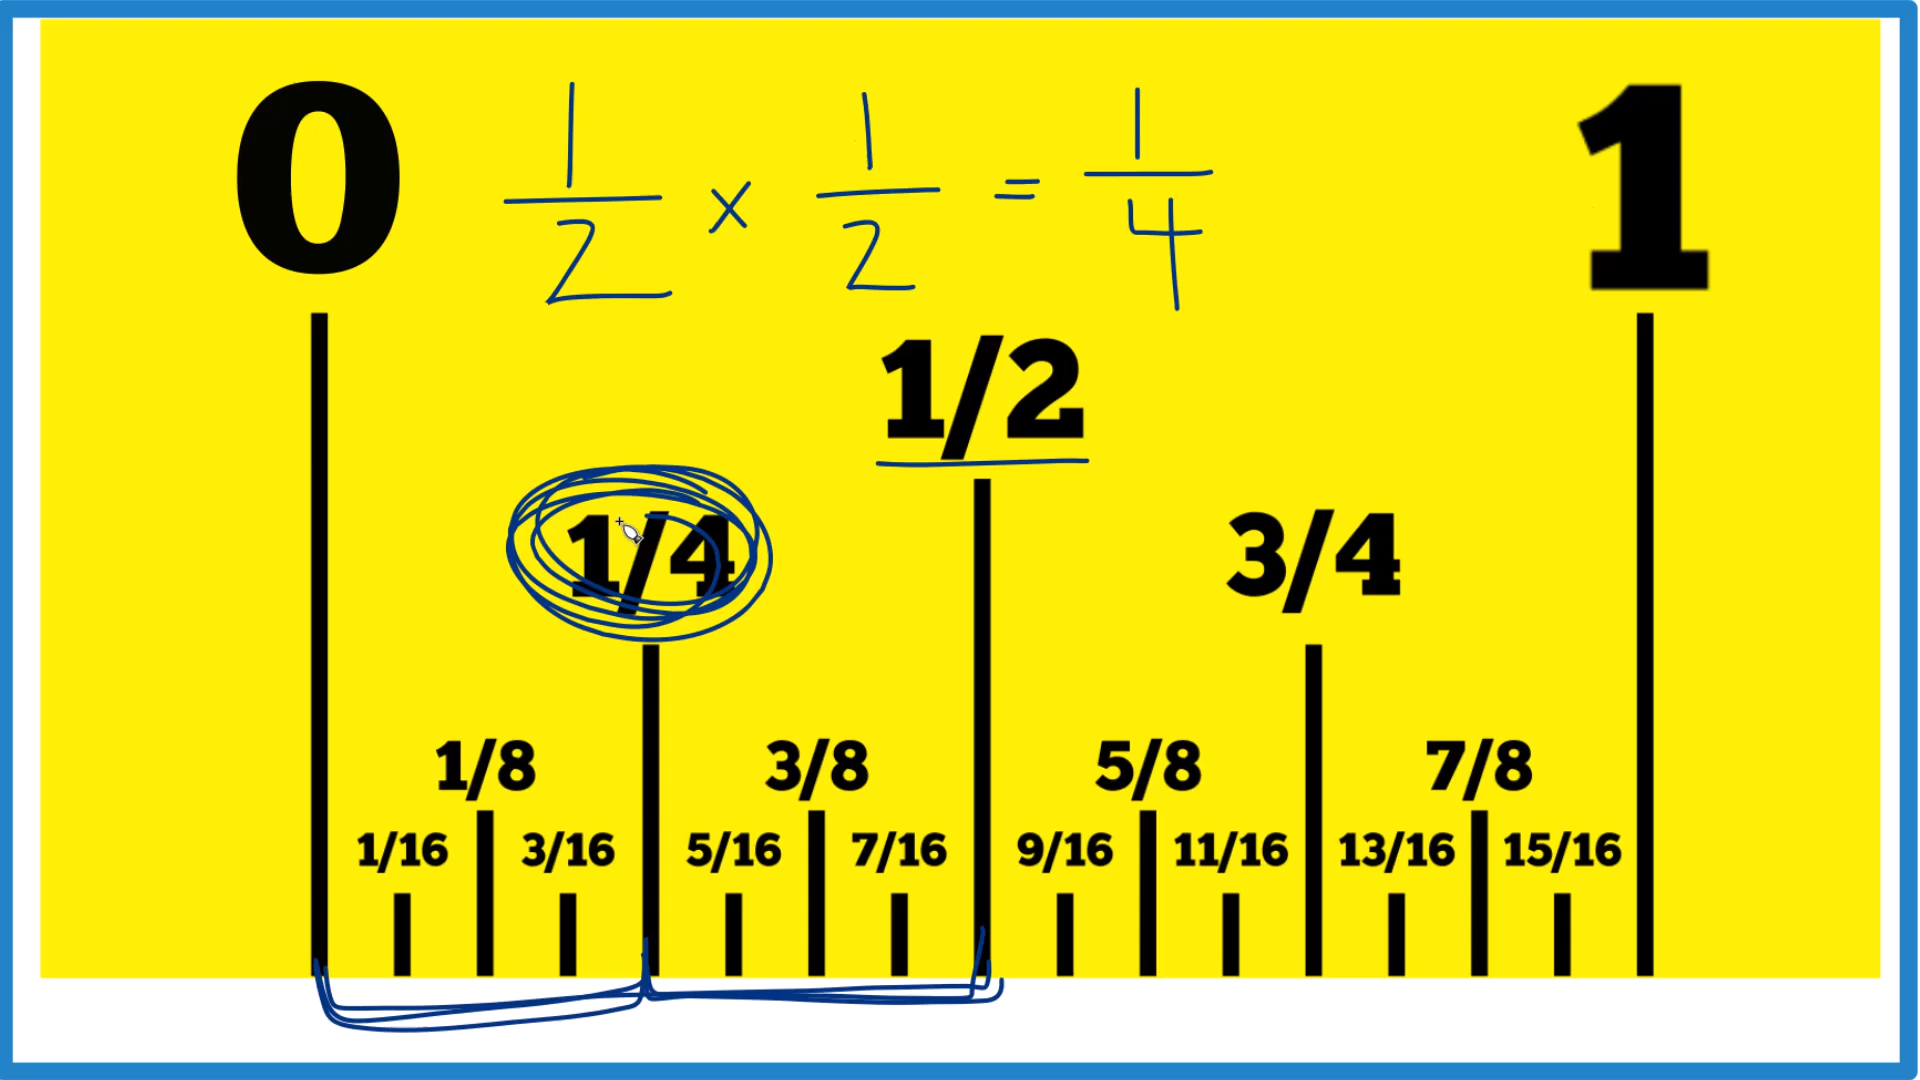 0 1/2 × 1/2 = 1/4 1
1/2
1/4 3/4
1/8 3/8 5/8 7/8
1/16 3/16 5/16 7/16 9/16 11/16 13/16 15/16